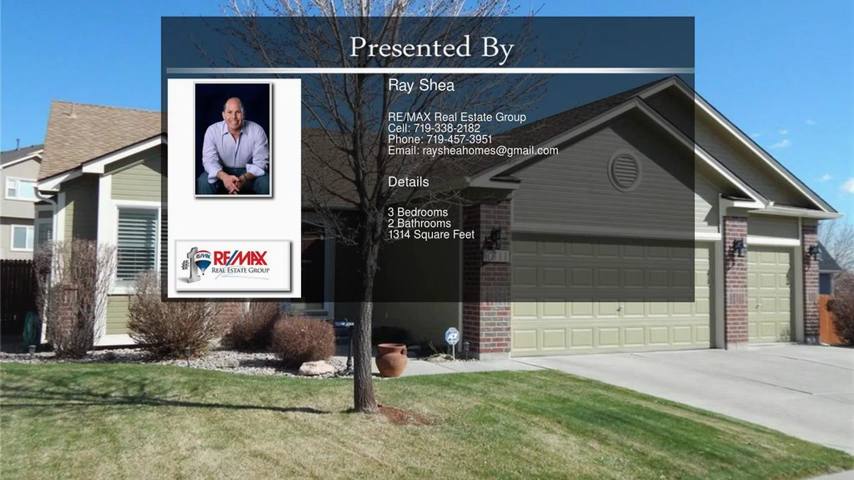 Presented By
Ray Shea
RE/MAX Real Estate Group
Cell: 719-338-2182
Phone: 719-457-3951
Email: raysheahomes@gmail.com
Details
3 Bedrooms
2 Bathrooms
1314 Square Feet
RE/MAX
REAL ESTATE GROUP
ADT